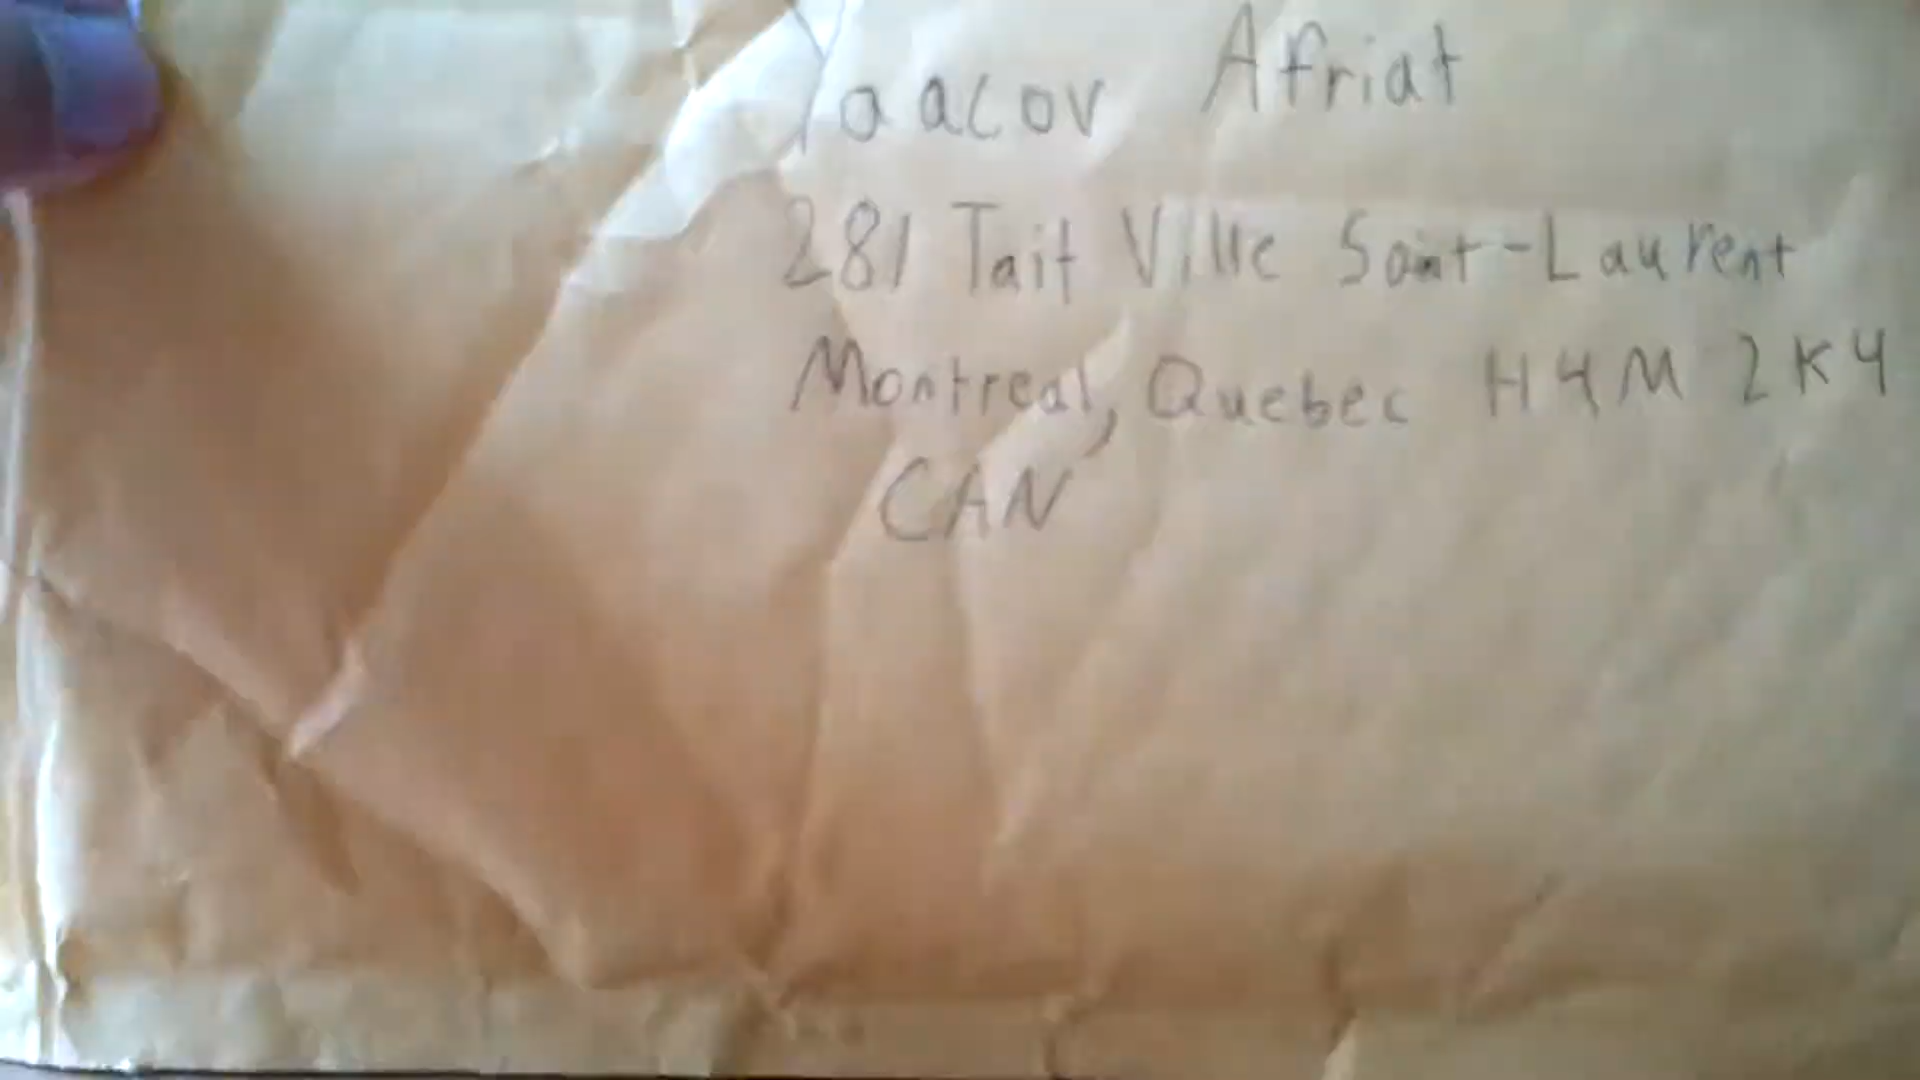 Yaacov Afriat
281 Tait Ville Saint-Laurent
Montreal, Quebec H4M 2K4
CAN